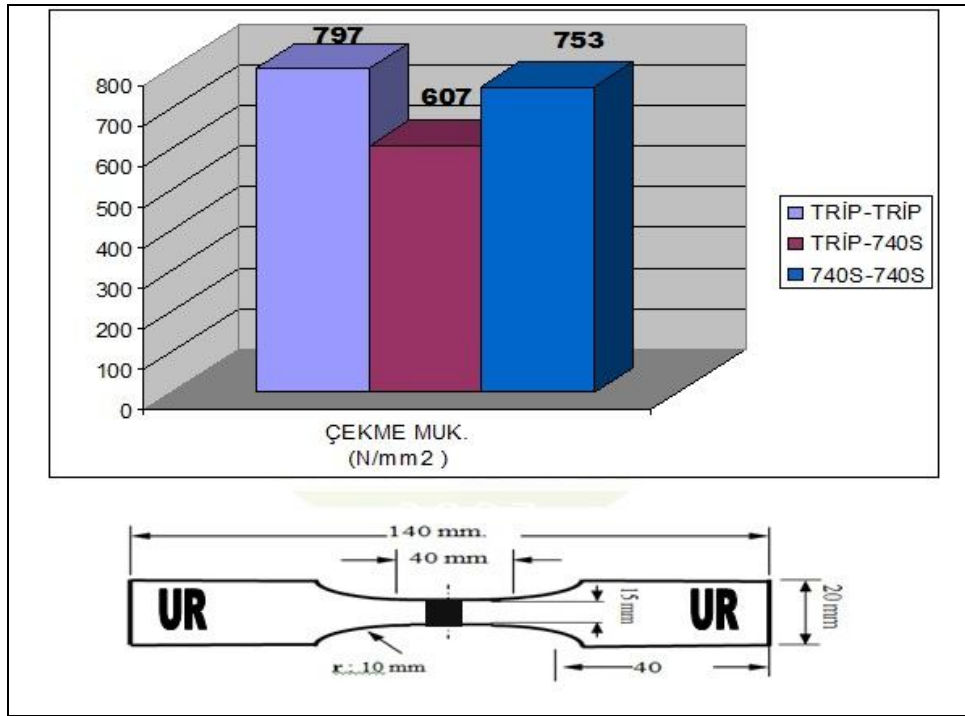 797
607
753
800
700
600
500
400
300
200
100
0
TRİP-TRİP
TRİP-740S
740S-740S
ÇEKME MUK.
(N/mm2 )
140 mm.
40 mm
UR
15 mm
UR
20 mm
r : 10 mm
40